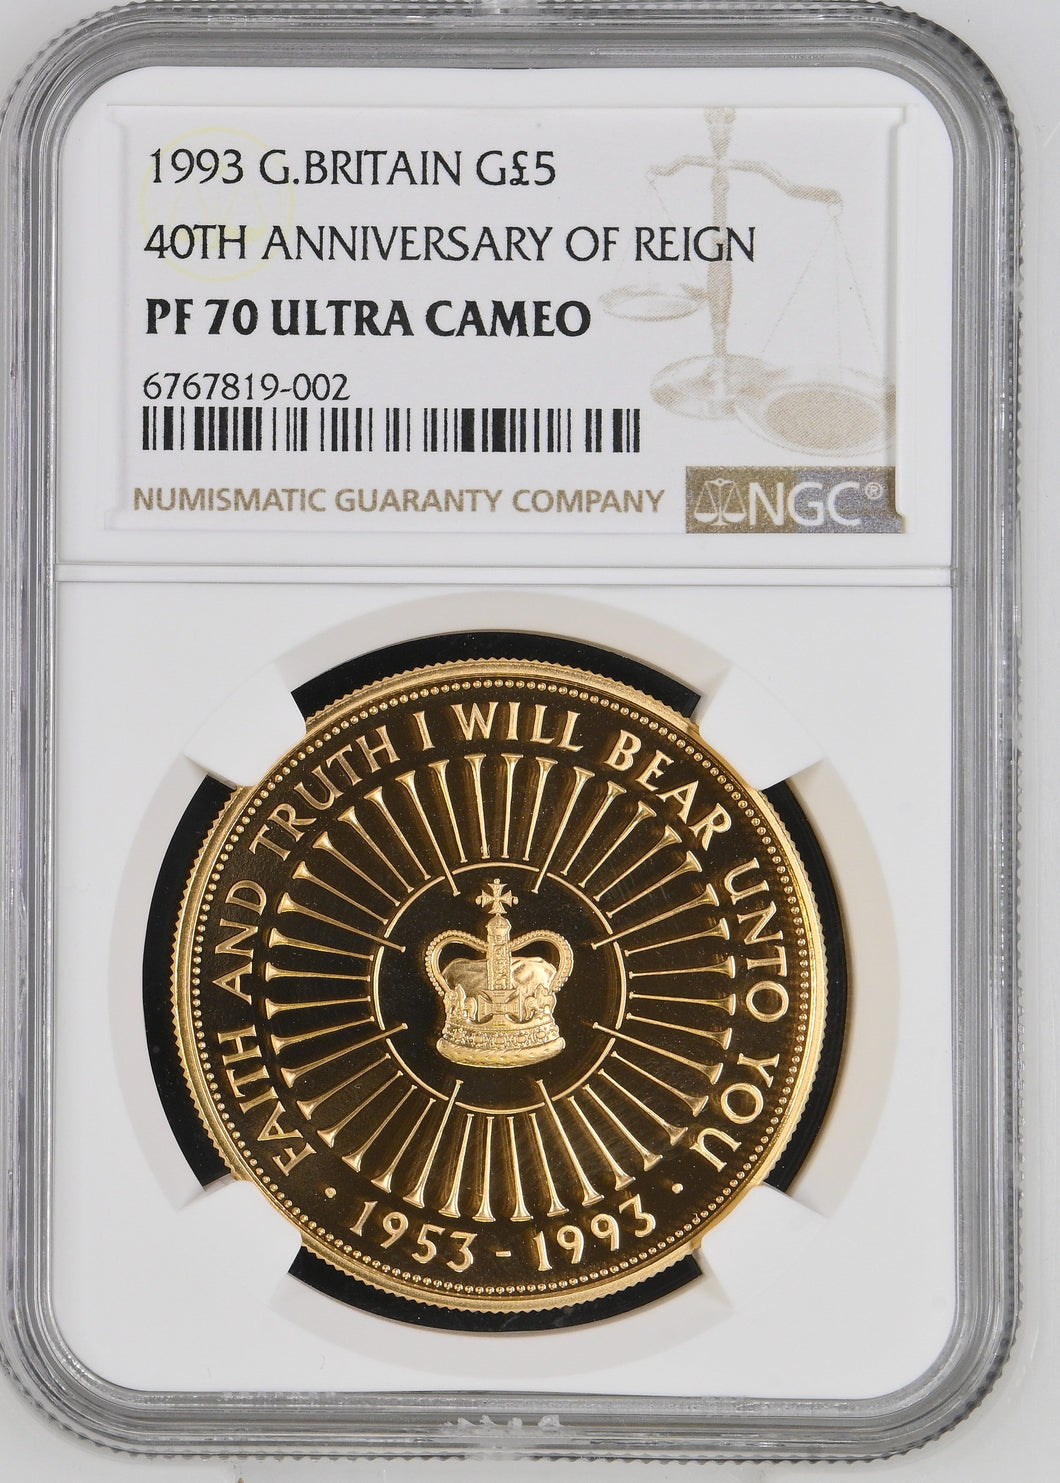 1993 G.BRITAIN G£5
40TH ANNIVERSARY OF REIGN
PF 70 ULTRA CAMEO
6767819-002
NUMISMATIC GUARANTY COMPANY
NGC®
FAITH AND TRUTH I WILL BEAR UNTO YOU
· 1953 - 1993 ·